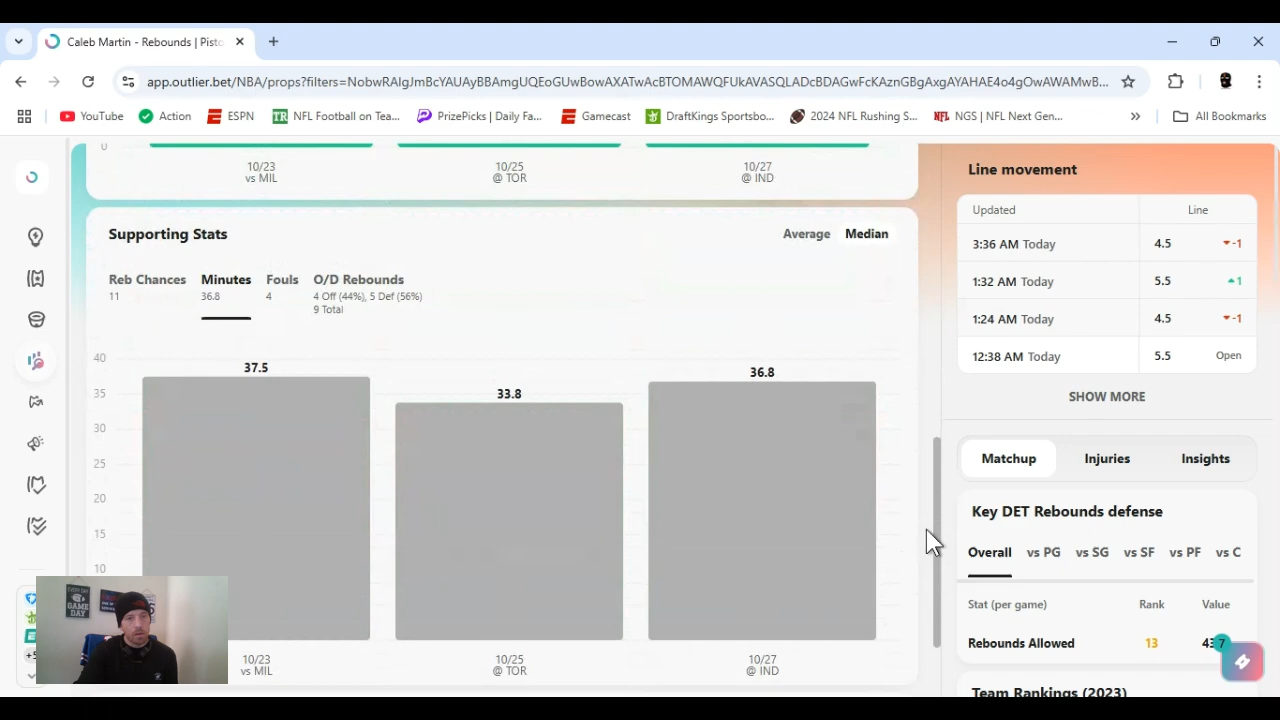 Caleb Martin - Rebounds | Pisto
app.outlier.bet/NBA/props?filters=NobwRAlgJmBcYAUAyBBAmgUQEoGUwBowAXATwAcBTOMAWQFUkAVASQLADcBDAGwFcKAznGBgAxgAYAHAE4o4gOwAWAMwB...
YouTube
Action
ESPN
NFL Football on Tea...
PrizePicks | Daily Fa...
Gamecast
DraftKings Sportsbo...
2024 NFL Rushing S...
NGS | NFL Next Gen...
All Bookmarks
0
10/23
vs MIL
10/25
@ TOR
10/27
@ IND
Supporting Stats
Average
Median
Reb Chances
11
Minutes
36.8
Fouls
4
O/D Rebounds
4 Off (44%), 5 Def (56%)
9 Total
40
35
30
25
20
15
10
37.5
33.8
36.8
10/23
vs MIL
10/25
@ TOR
10/27
@ IND
GAME
DAY
Line movement
Updated Line
3:36 AM Today 4.5 -1
1:32 AM Today 5.5 1
1:24 AM Today 4.5 -1
12:38 AM Today 5.5 Open
SHOW MORE
Matchup
Injuries
Insights
Key DET Rebounds defense
Overall vs PG vs SG vs SF vs PF vs C
Stat (per game) Rank Value
Rebounds Allowed 13
7
Team Rankings (2023)